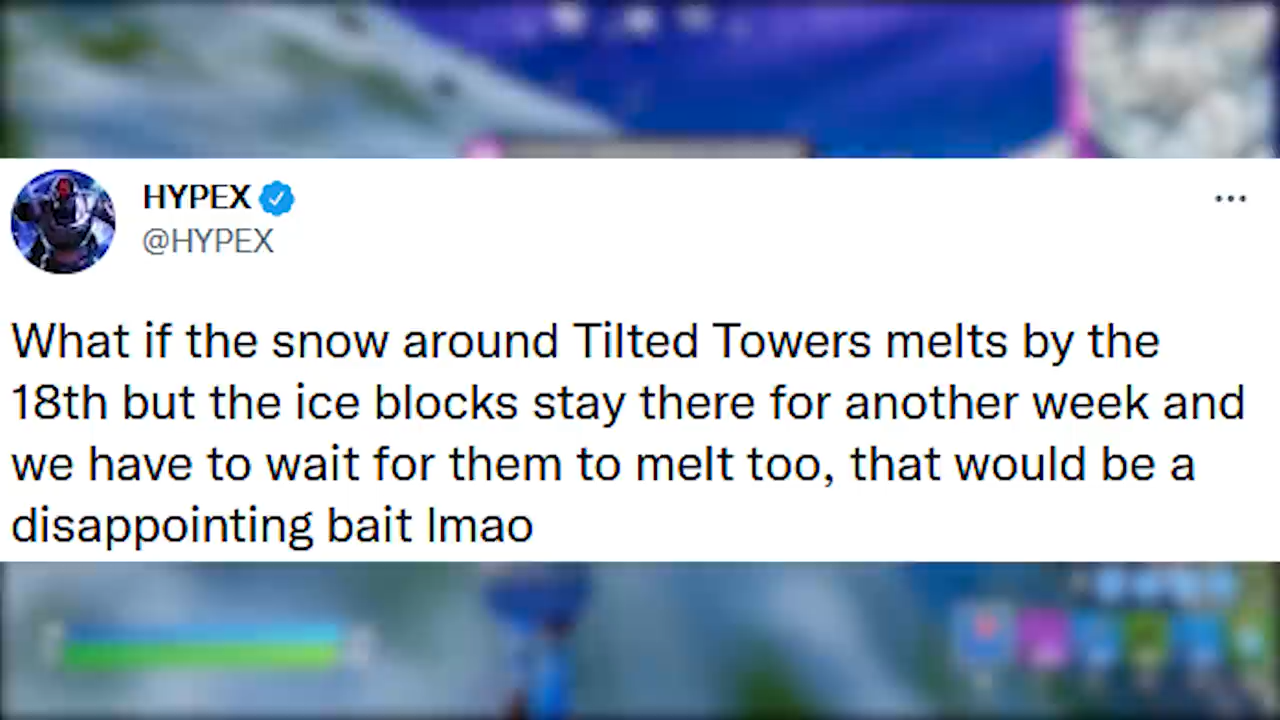 HYPEX
@HYPEX
What if the snow around Tilted Towers melts by the
18th but the ice blocks stay there for another week and
we have to wait for them to melt too, that would be a
disappointing bait lmao